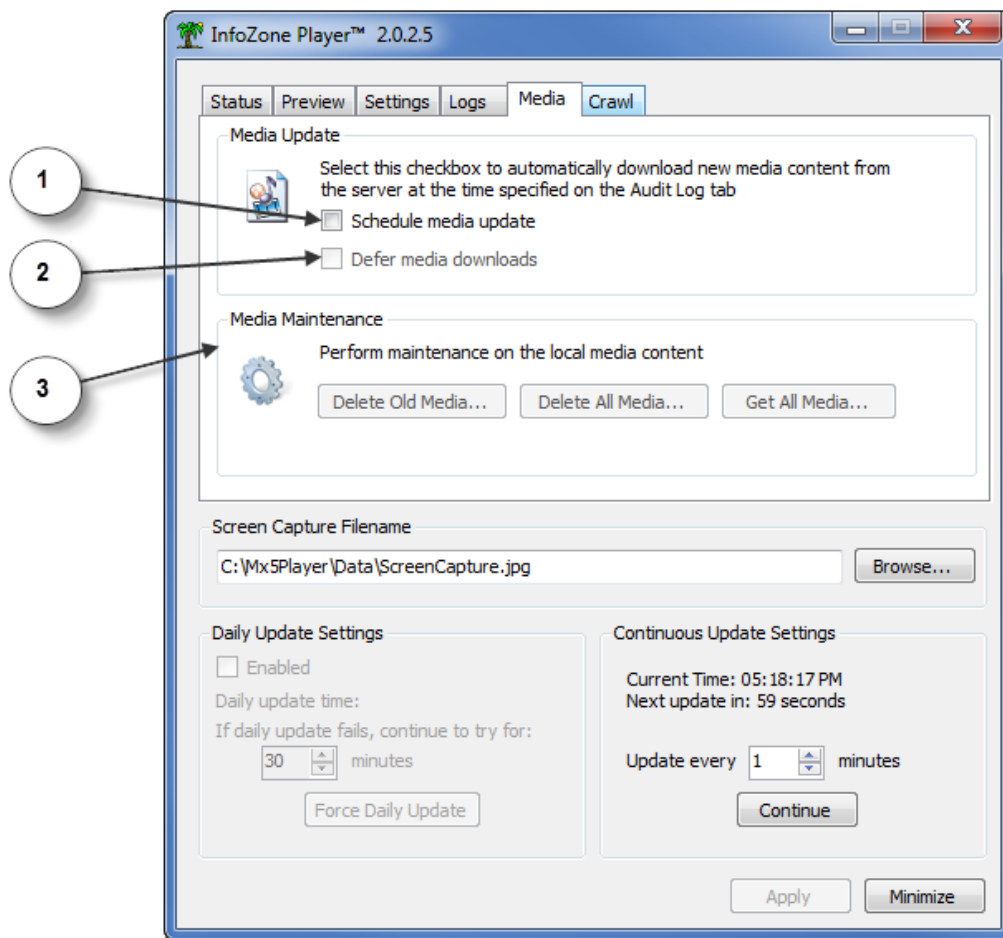 InfoZone Player™ 2.0.2.5
Status Preview Settings Logs Media Crawl
Media Update
1
Select this checkbox to automatically download new media content from
the server at the time specified on the Audit Log tab
Schedule media update
2
Defer media downloads
Media Maintenance
3
Perform maintenance on the local media content
Delete Old Media... Delete All Media... Get All Media...
Screen Capture Filename
C:\Mx5Player\Data\ScreenCapture.jpg Browse...
Daily Update Settings
Enabled
Daily update time:
If daily update fails, continue to try for:
30 minutes
Force Daily Update
Continuous Update Settings
Current Time: 05:18:17 PM
Next update in: 59 seconds
Update every 1 minutes
Continue
Apply Minimize